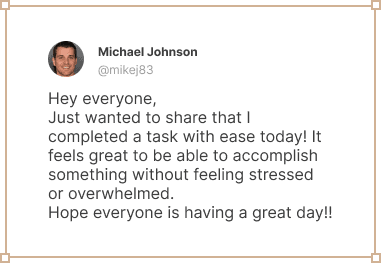 Michael Johnson
@mikej83
Hey everyone,
Just wanted to share that I
completed a task with ease today! It
feels great to be able to accomplish
something without feeling stressed
or overwhelmed.
Hope everyone is having a great day!!